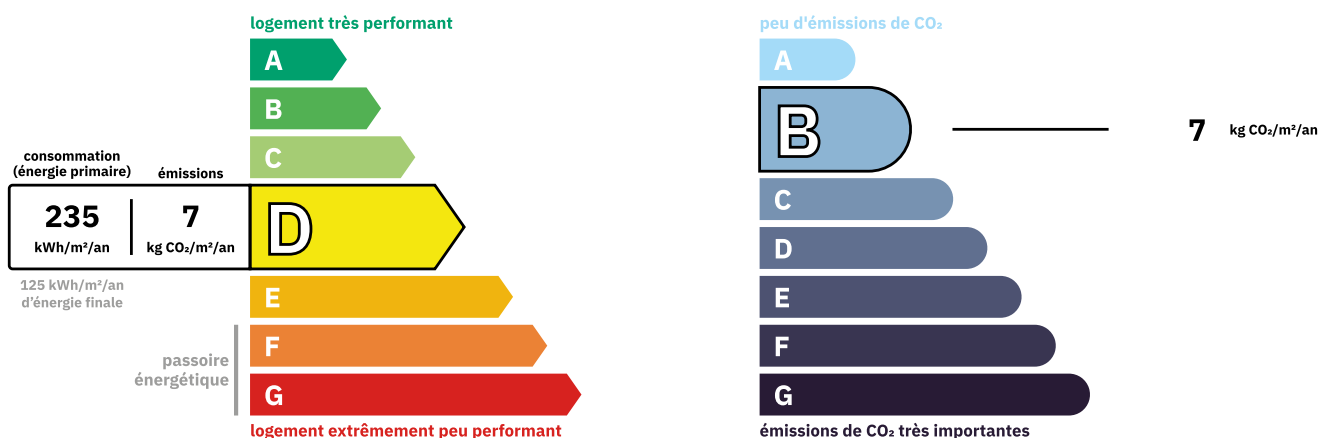 logement très performant
A
B
C
consommation
(énergie primaire)
émissions
235
kWh/m²/an
7
kg CO₂/m²/an
D
125 kWh/m²/an
d'énergie finale
E
passoire
énergétique
F
G
logement extrêmement peu performant
peu d'émissions de CO₂
A
B
7 kg CO₂/m²/an
C
D
E
F
G
émissions de CO₂ très importantes